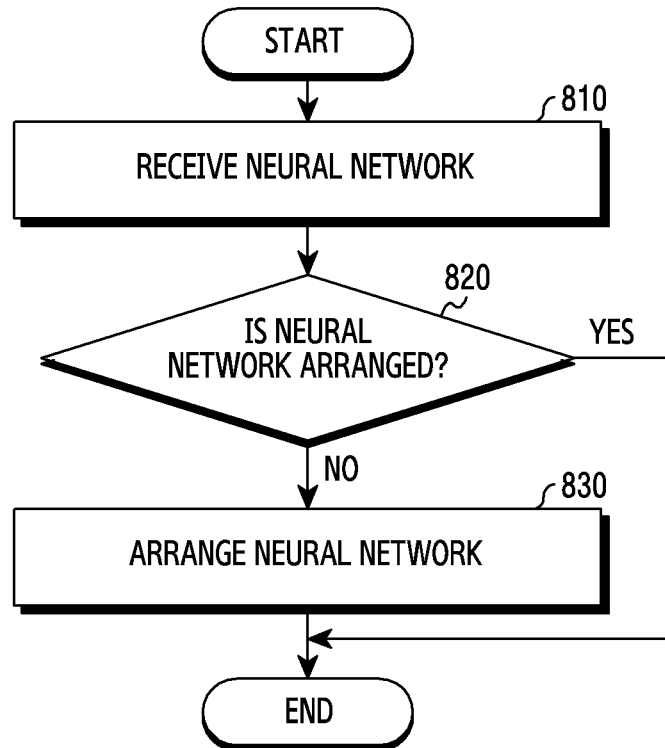 START
810
RECEIVE NEURAL NETWORK
820
IS NEURAL
NETWORK ARRANGED?
YES
NO
830
ARRANGE NEURAL NETWORK
END